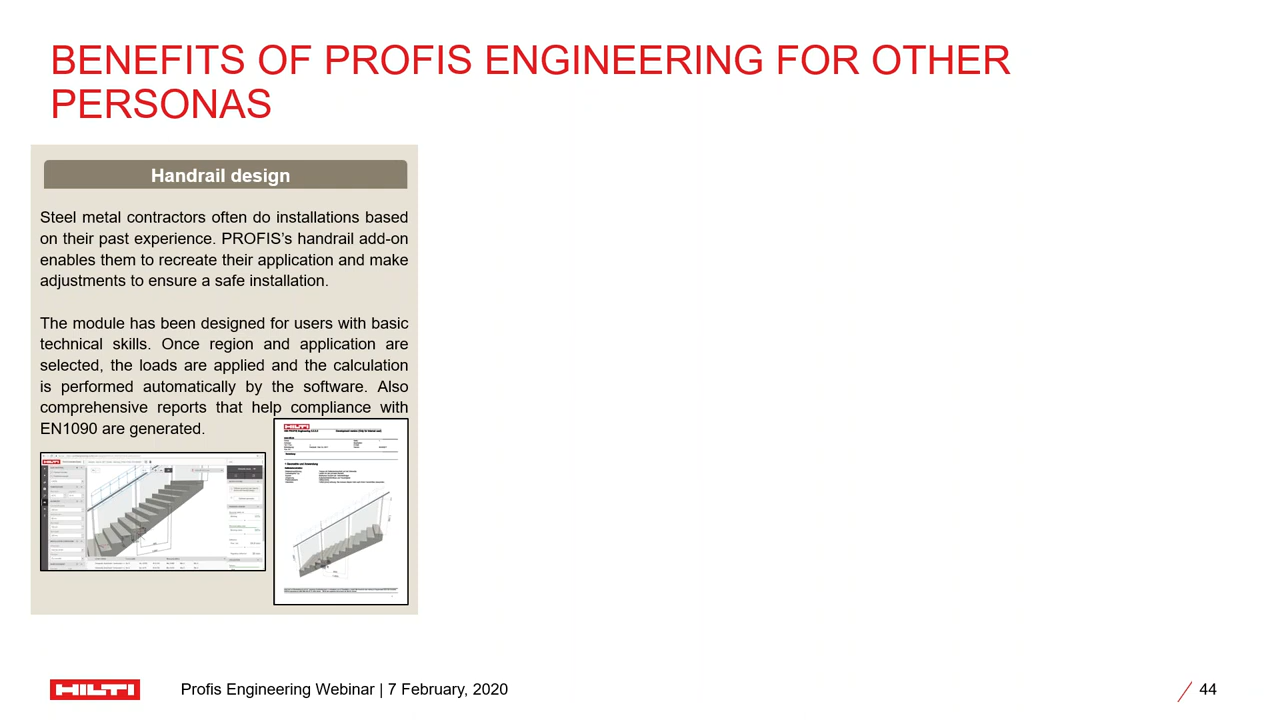 BENEFITS OF PROFIS ENGINEERING FOR OTHER
PERSONAS
Handrail design
Steel metal contractors often do installations based
on their past experience. PROFIS’s handrail add-on
enables them to recreate their application and make
adjustments to ensure a safe installation.
The module has been designed for users with basic
technical skills. Once region and application are
selected, the loads are applied and the calculation
is performed automatically by the software. Also
comprehensive reports that help compliance with
EN1090 are generated.
HILTI
HILTI
HILTI
Profis Engineering Webinar | 7 February, 2020
44